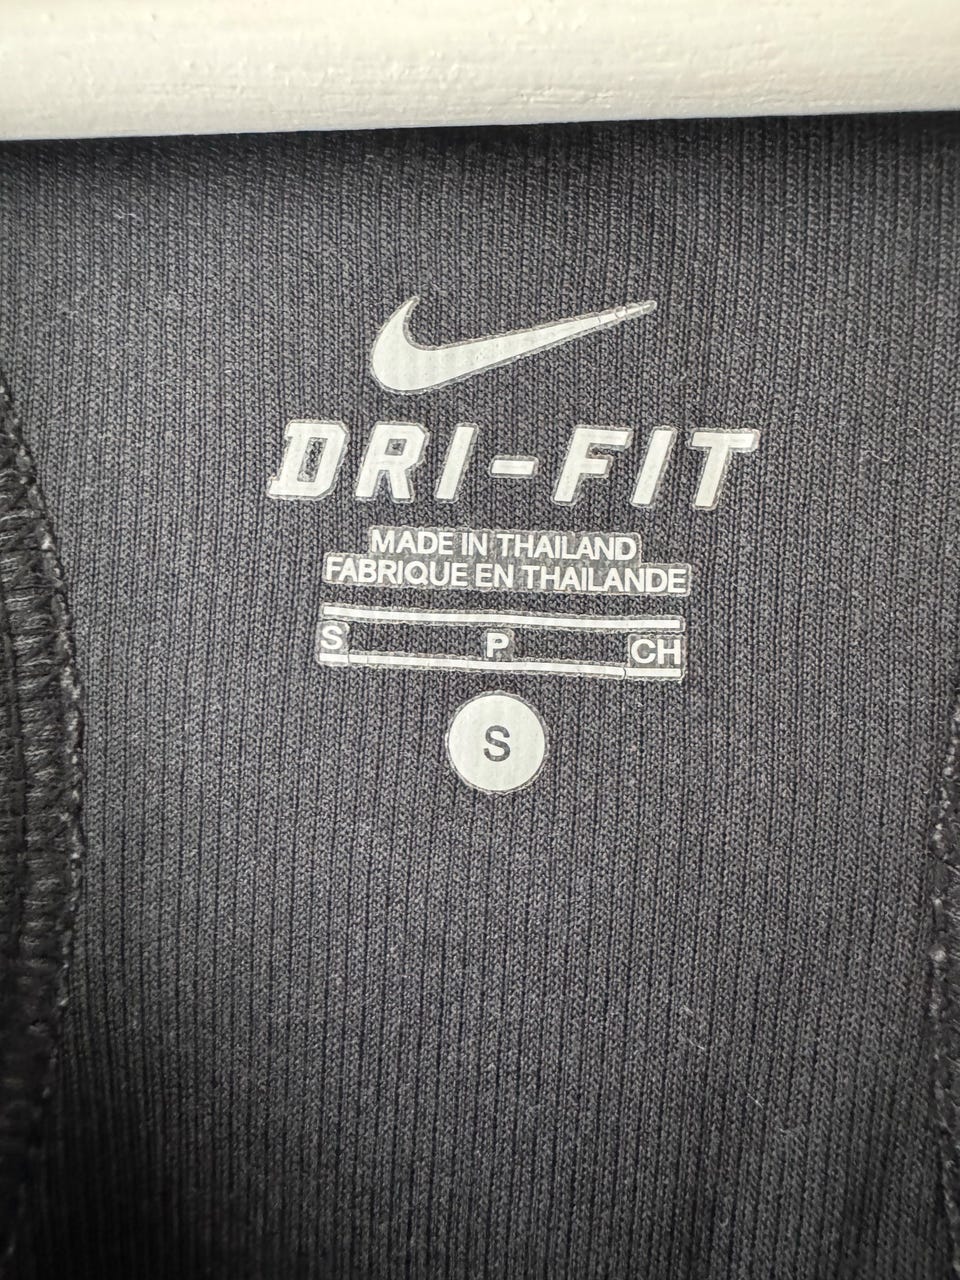 DRI-FIT
MADE IN THAILAND
FABRIQUE EN THAILANDE
S P CH
S